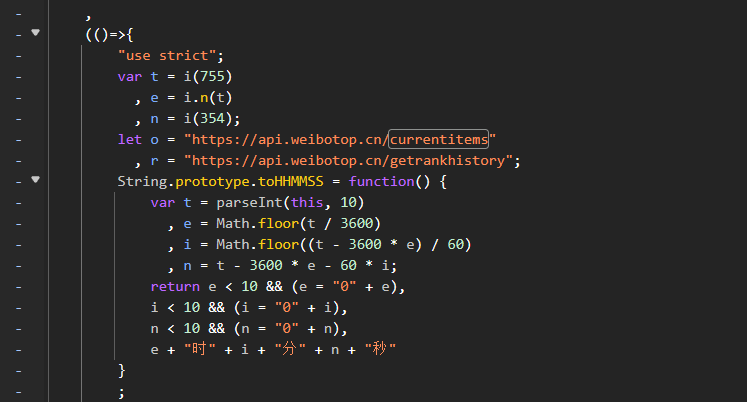 ,
(()=>{
"use strict";
var t = i(755)
, e = i.n(t)
, n = i(354);
let o = "https://api.weibotop.cn/currentitems"
, r = "https://api.weibotop.cn/getrankhistory";
String.prototype.toHHMMSS = function() {
var t = parseInt(this, 10)
, e = Math.floor(t / 3600)
, i = Math.floor((t - 3600 * e) / 60)
, n = t - 3600 * e - 60 * i;
return e < 10 && (e = "0" + e),
i < 10 && (i = "0" + i),
n < 10 && (n = "0" + n),
e + "时" + i + "分" + n + "秒"
}
;